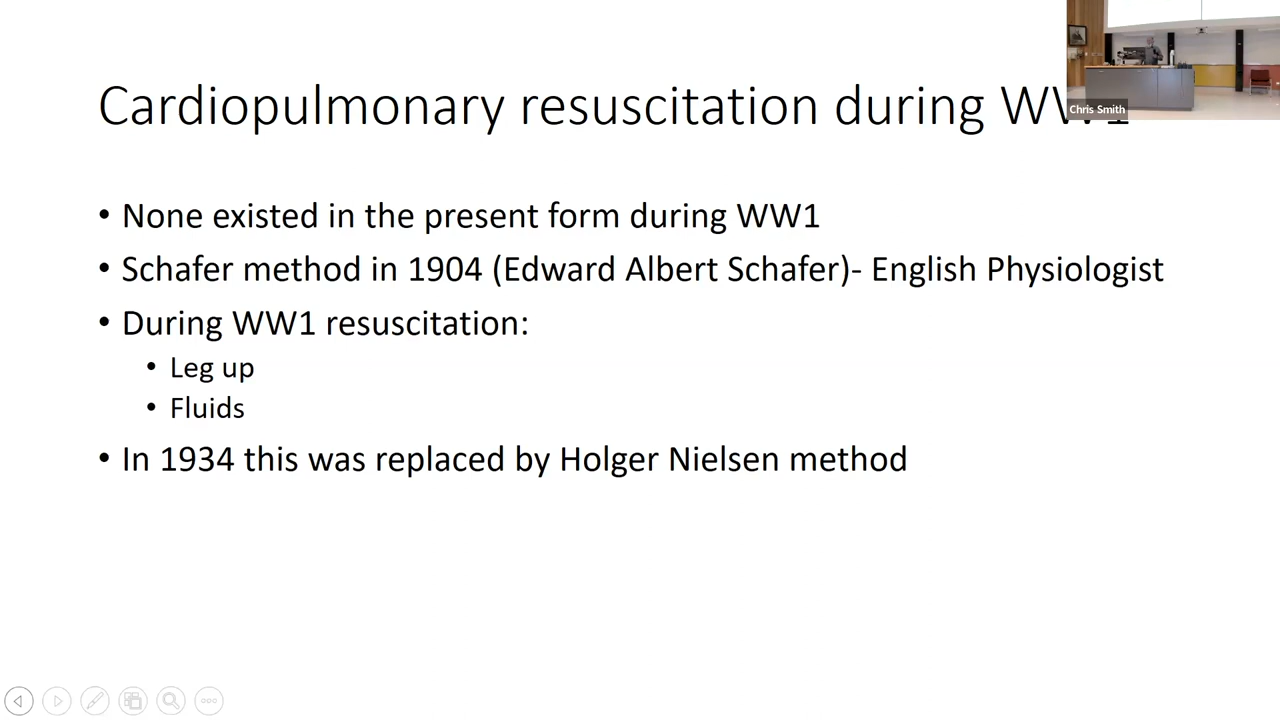 Cardiopulmonary resuscitation during WW1
Chris Smith
• None existed in the present form during WW1
• Schafer method in 1904 (Edward Albert Schafer)- English Physiologist
• During WW1 resuscitation:
• Leg up
• Fluids
• In 1934 this was replaced by Holger Nielsen method